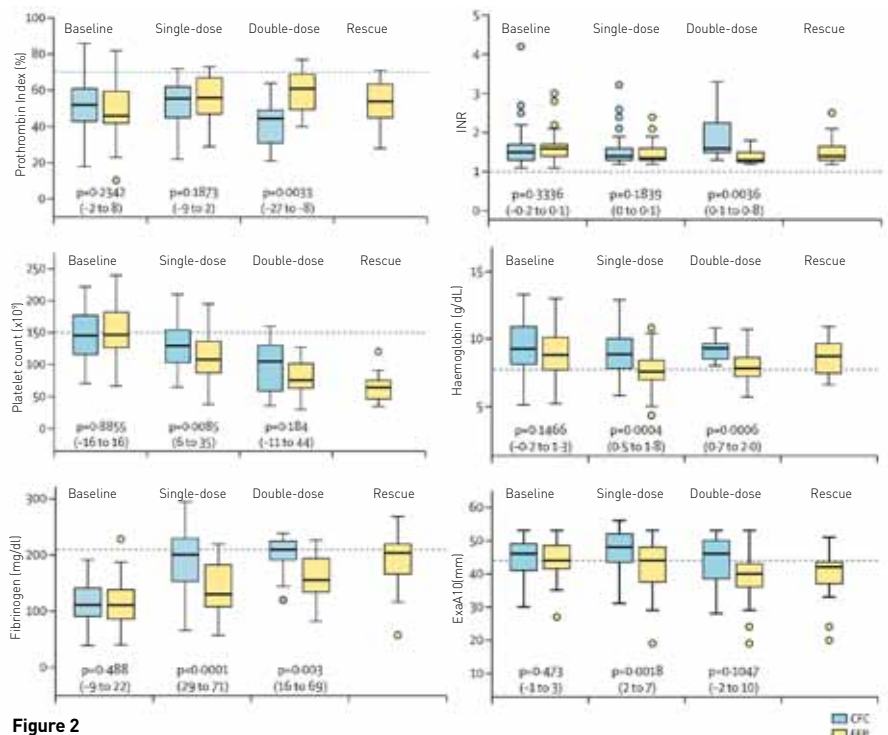 Prothrombin Index (%)
100
80
60
40
20
0
Baseline Single-dose Double-dose Rescue
p=0·2342 p=0·1873 p=0·0033
(-2 to 8) (-9 to 2) (-27 to -8)
INR
5
4
3
2
1
0
Baseline Single-dose Double-dose Rescue
p=0·3336 p=0·1839 p=0·0036
(-0·2 to 0·1) (0 to 0·1) (0·1 to 0·8)
Platelet count (x10⁹)
250
200
150
100
50
0
Baseline Single-dose Double-dose Rescue
p=0·8855 p=0·0085 p=0·184
(-16 to 16) (6 to 35) (-11 to 44)
Haemoglobin (g/dL)
15
10
5
Baseline Single-dose Double-dose Rescue
p=0·1466 p=0·0004 p=0·0006
(-0·2 to 1·3) (0·5 to 1·8) (0·7 to 2·0)
Fibrinogen (mg/dl)
300
200
100
0
Baseline Single-dose Double-dose Rescue
p=0·488 p<0·0001 p=0·003
(-9 to 22) (29 to 71) (16 to 69)
ExaA10(mm)
60
50
40
30
20
10
Baseline Single-dose Double-dose Rescue
p=0·473 p=0·0018 p=0·1047
(-1 to 3) (2 to 7) (-2 to 10)
Figure 2
CFC